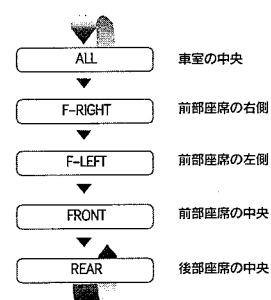 ALL 車室の中央
F-RIGHT 前部座席の右側
F-LEFT 前部座席の左側
FRONT 前部座席の中央
REAR 後部座席の中央